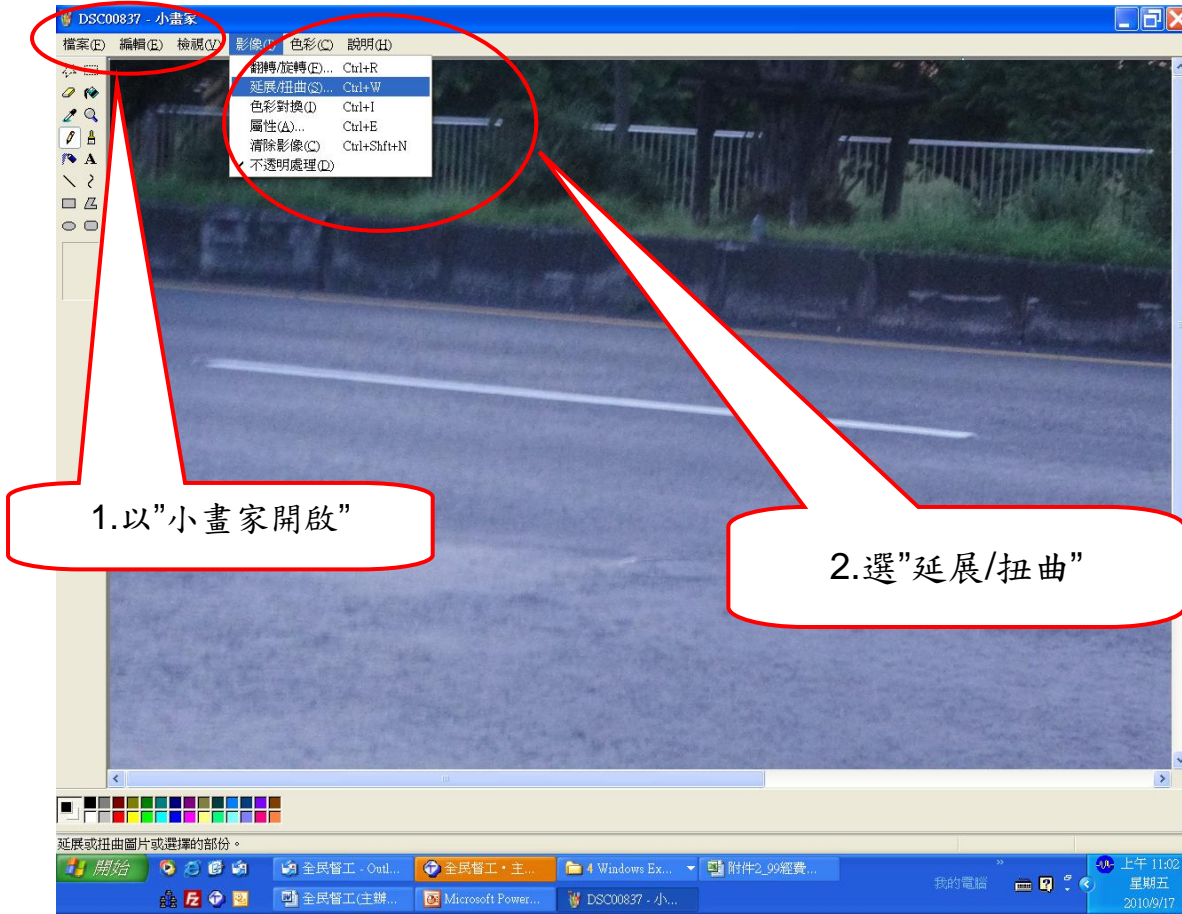 DSC00837 - 小畫家
檔案(F) 編輯(E) 檢視(V) 影像(I) 色彩(C) 說明(H)
翻轉/旋轉(F)... Ctrl+R
延展/扭曲(S)... Ctrl+W
色彩對換(I) Ctrl+I
屬性(A)... Ctrl+E
清除影像(C) Ctrl+Shft+N
✓ 不透明處理(D)
A
1.以”小畫家開啟”
2.選”延展/扭曲”
延展或扭曲圖片或選擇的部份。
開始 全民督工 - Outl... 全民督工・主... 4 Windows Ex... 附件2_99經費... 我的電腦 上午 11:02
星期五
全民督工(主辦... Microsoft Power... DSC00837 - 小... 2010/9/17